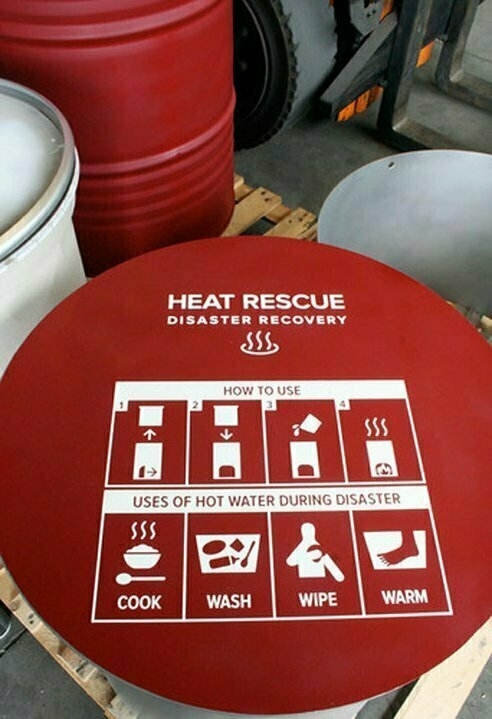 HEAT RESCUE
DISASTER RECOVERY
HOW TO USE
1 2 3 4
USES OF HOT WATER DURING DISASTER
COOK WASH WIPE WARM